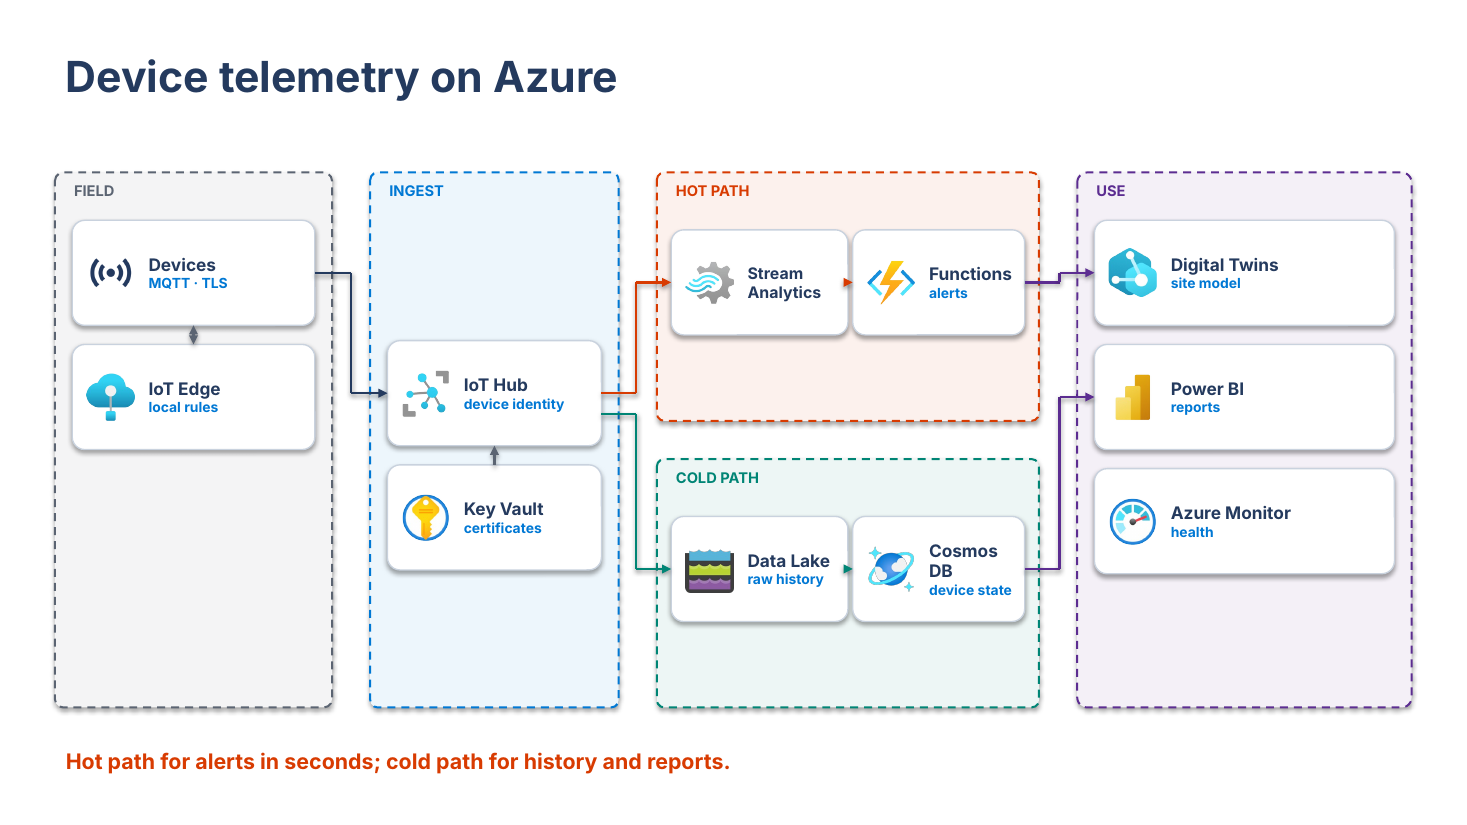 Device telemetry on Azure
FIELD
Devices
MQTT · TLS
IoT Edge
local rules
INGEST
IoT Hub
device identity
Key Vault
certificates
HOT PATH
Stream
Analytics
Functions
alerts
COLD PATH
Data Lake
raw history
Cosmos
DB
device state
USE
Digital Twins
site model
Power BI
reports
Azure Monitor
health
Hot path for alerts in seconds; cold path for history and reports.